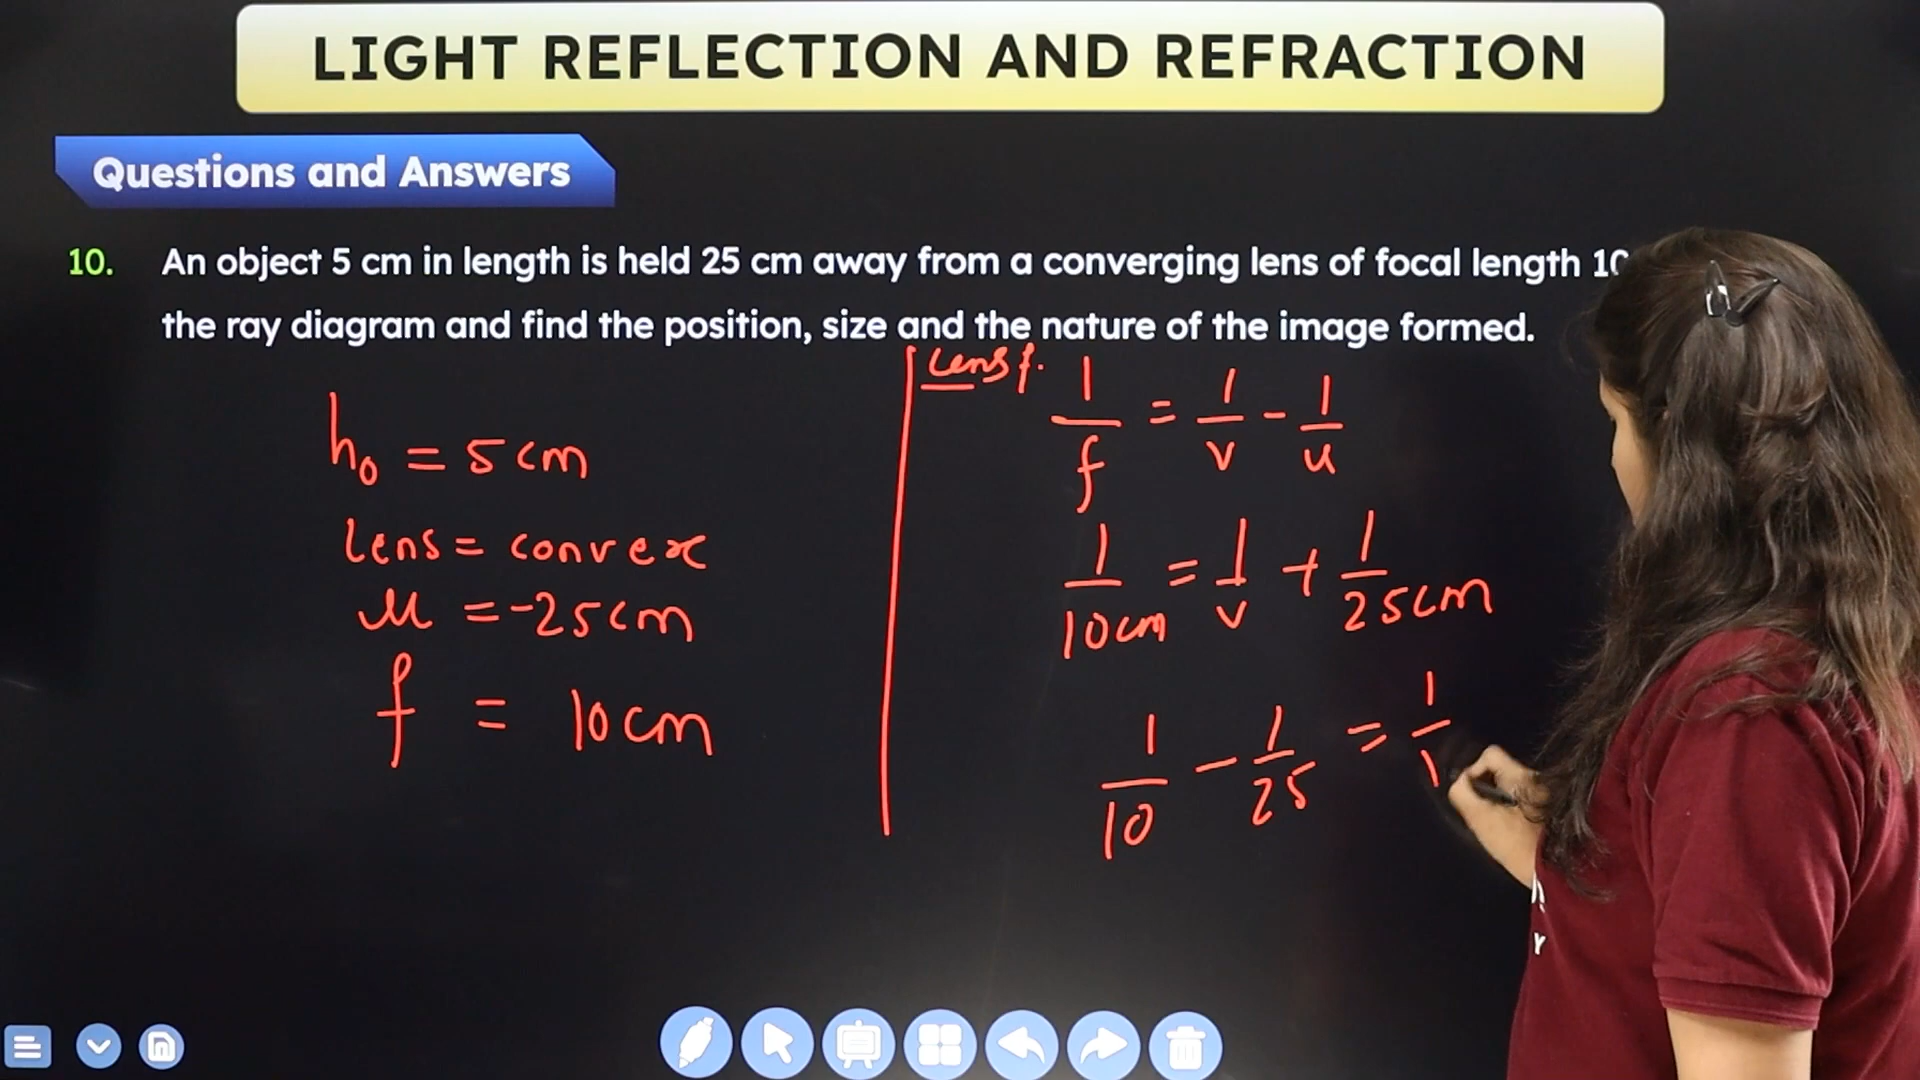 LIGHT REFLECTION AND REFRACTION
Questions and Answers
10. An object 5 cm in length is held 25 cm away from a converging lens of focal length 10
the ray diagram and find the position, size and the nature of the image formed.
h₀ = 5cm
Lens = convex
u = -25cm
f = 10cm
Lens f. 1/f = 1/v - 1/u
1/10cm = 1/v + 1/25cm
1/10 - 1/25 = 1/
Y